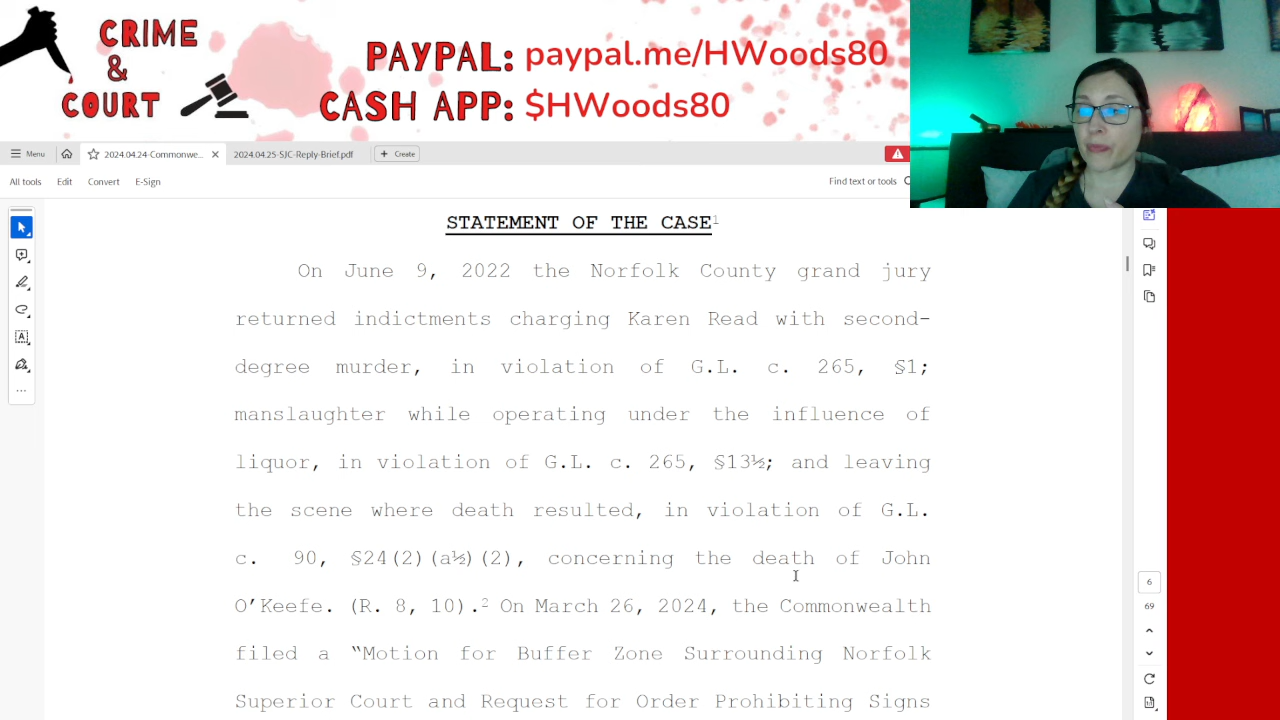 CRIME
&
COURT
PAYPAL: paypal.me/HWoods80
CASH APP: $HWoods80
Menu
2024.04.24-Commonwe...
2024.04.25-SJC-Reply-Brief.pdf
Create
All tools
Edit
Convert
E-Sign
Find text or tools
STATEMENT OF THE CASE1
On June 9, 2022 the Norfolk County grand jury
returned indictments charging Karen Read with second-
degree murder, in violation of G.L. c. 265, §1;
manslaughter while operating under the influence of
liquor, in violation of G.L. c. 265, §13½; and leaving
the scene where death resulted, in violation of G.L.
c. 90, §24(2)(a½)(2), concerning the death of John
O'Keefe. (R. 8, 10).2 On March 26, 2024, the Commonwealth
filed a "Motion for Buffer Zone Surrounding Norfolk
Superior Court and Request for Order Prohibiting Signs
6
69